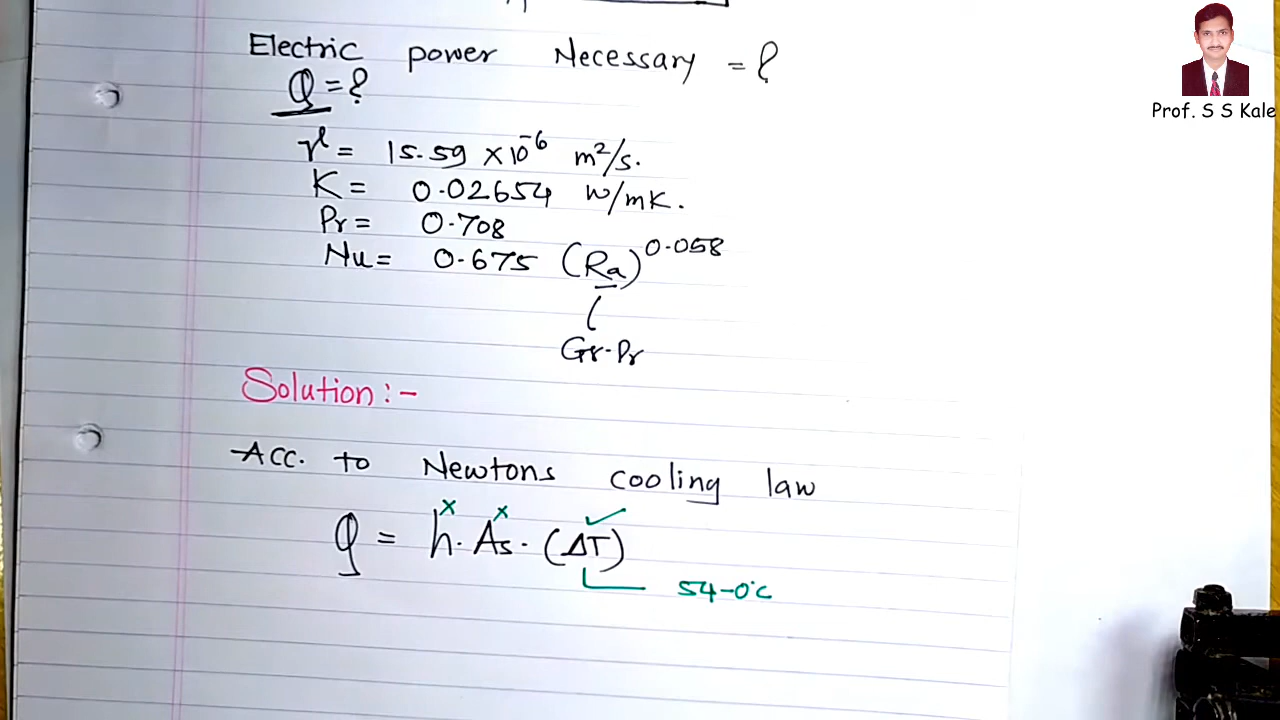 Electric power Necessary = ?
Q = ?
γ = 15.59 × 10⁻⁶ m²/s.
K = 0.02654 w/mK.
Pr = 0.708
Nu = 0.675 (Ra)^0.058
Gr.Pr
Solution :-
Acc. to Newtons cooling law
x x ✓
Q = h. As. (ΔT)
54-0°C
Prof. S S Kale